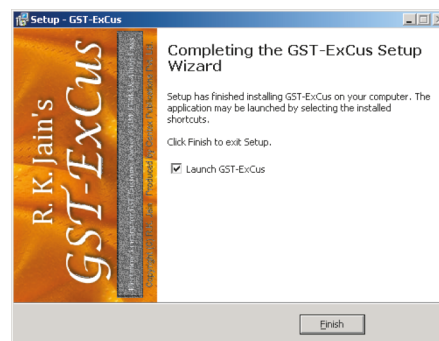 Setup - GST-ExCus
Completing the GST-ExCus Setup
Wizard
Setup has finished installing GST-ExCus on your computer. The
application may be launched by selecting the installed
shortcuts.
Click Finish to exit Setup.
Launch GST-ExCus
R. K. Jain's
GST-ExCus
Finish